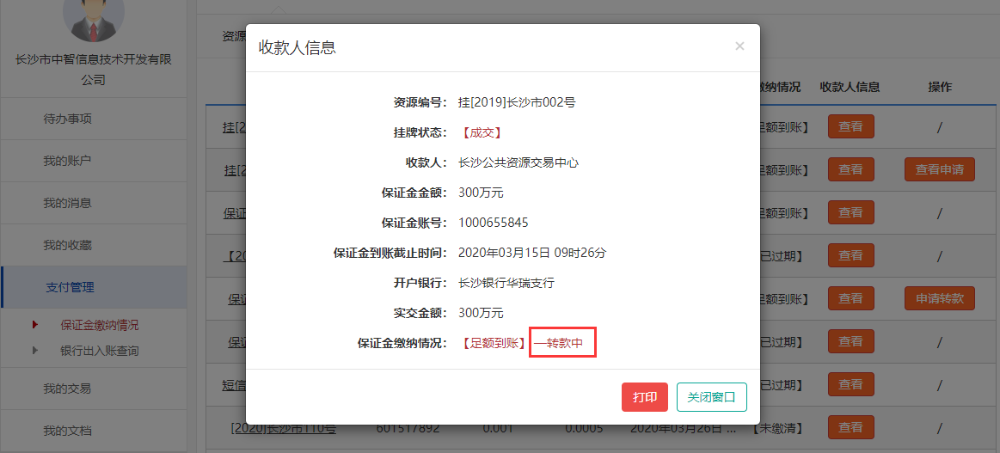 长沙市中智信息技术开发有限
公司
待办事项
我的账户
我的消息
我的收藏
支付管理
保证金缴纳情况
银行出入账查询
我的交易
我的文档
资源
收款人信息 ×
资源编号： 挂[2019]长沙市002号
挂牌状态： 【成交】
收款人： 长沙公共资源交易中心
保证金金额： 300万元
保证金账号： 1000655845
保证金到账截止时间： 2020年03月15日 09时26分
开户银行： 长沙银行华瑞支行
实交金额： 300万元
保证金缴纳情况： 【足额到账】 —转款中
打印 关闭窗口
缴纳情况 收款人信息 操作
挂[2 足额到账】 查看 /
挂[2 足额到账】 查看 查看申请
保证 足额到账】 查看 /
【20 已过期】 查看 /
保证 足额到账】 查看 申请转款
保证 已过期】 查看 /
短信 已过期】 查看 /
[2020]长沙市110号 601517892 0.001 0.0005 2020年03月26日 ... 【未缴清】 查看 /